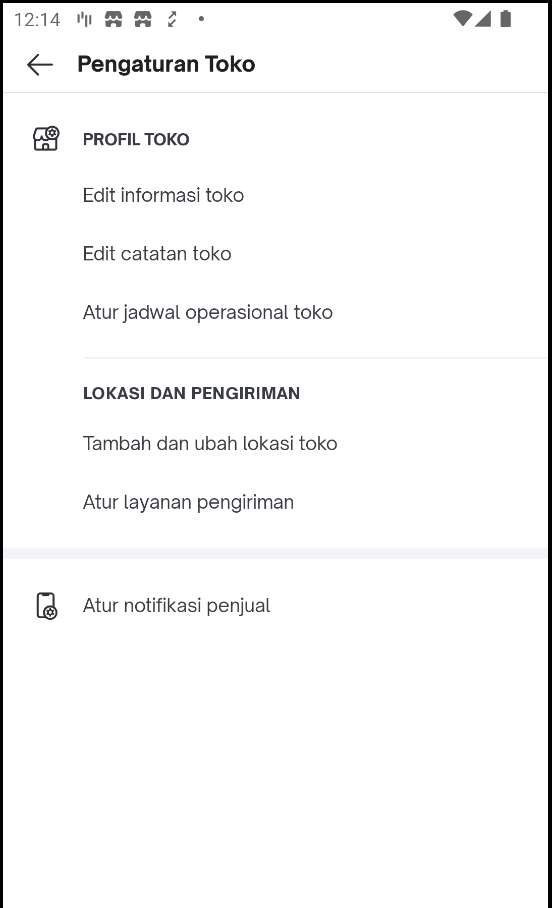 12:14
Pengaturan Toko
PROFIL TOKO
Edit informasi toko
Edit catatan toko
Atur jadwal operasional toko
LOKASI DAN PENGIRIMAN
Tambah dan ubah lokasi toko
Atur layanan pengiriman
Atur notifikasi penjual